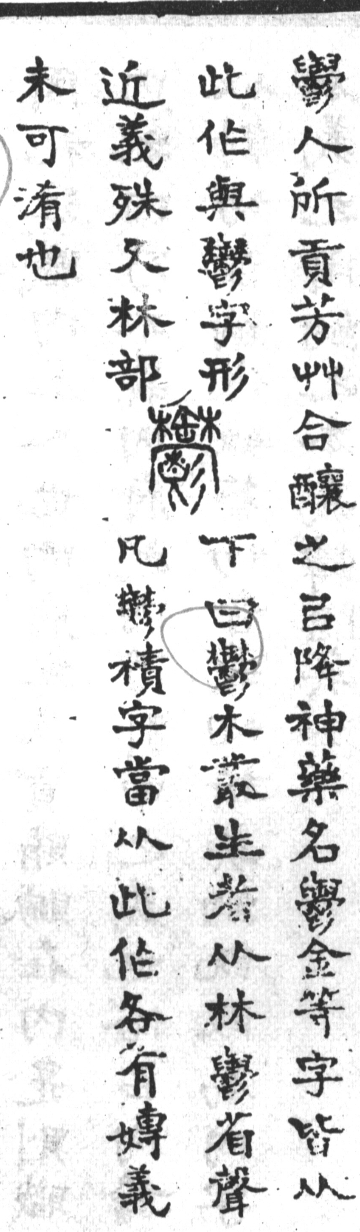 鬱人所貢芳艸合釀之㠯降神藥名鬱金等字皆从
此作與鬱字形 下曰鬱木叢生者从林鬱省聲
近義殊又林部鬱凡鬱積字當从此作各有專義
未可淆也